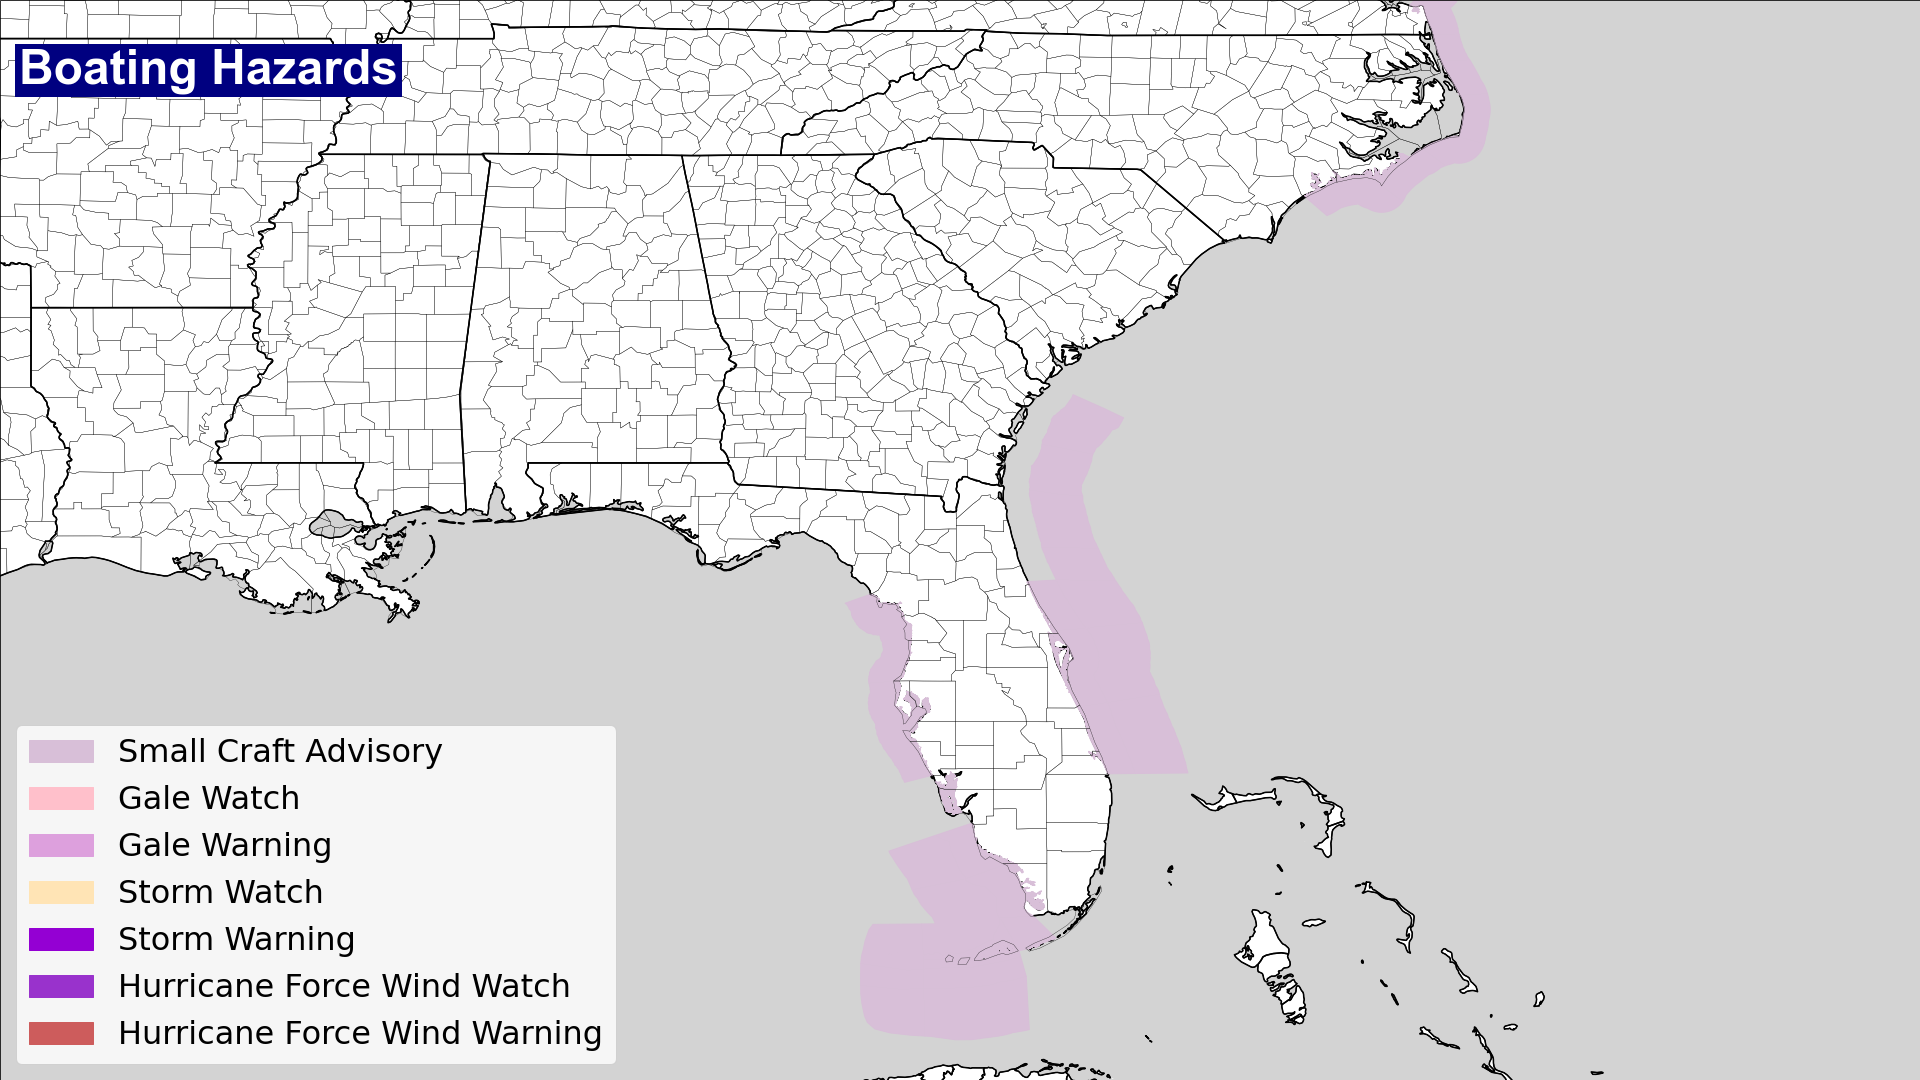 Boating Hazards
Small Craft Advisory
Gale Watch
Gale Warning
Storm Watch
Storm Warning
Hurricane Force Wind Watch
Hurricane Force Wind Warning